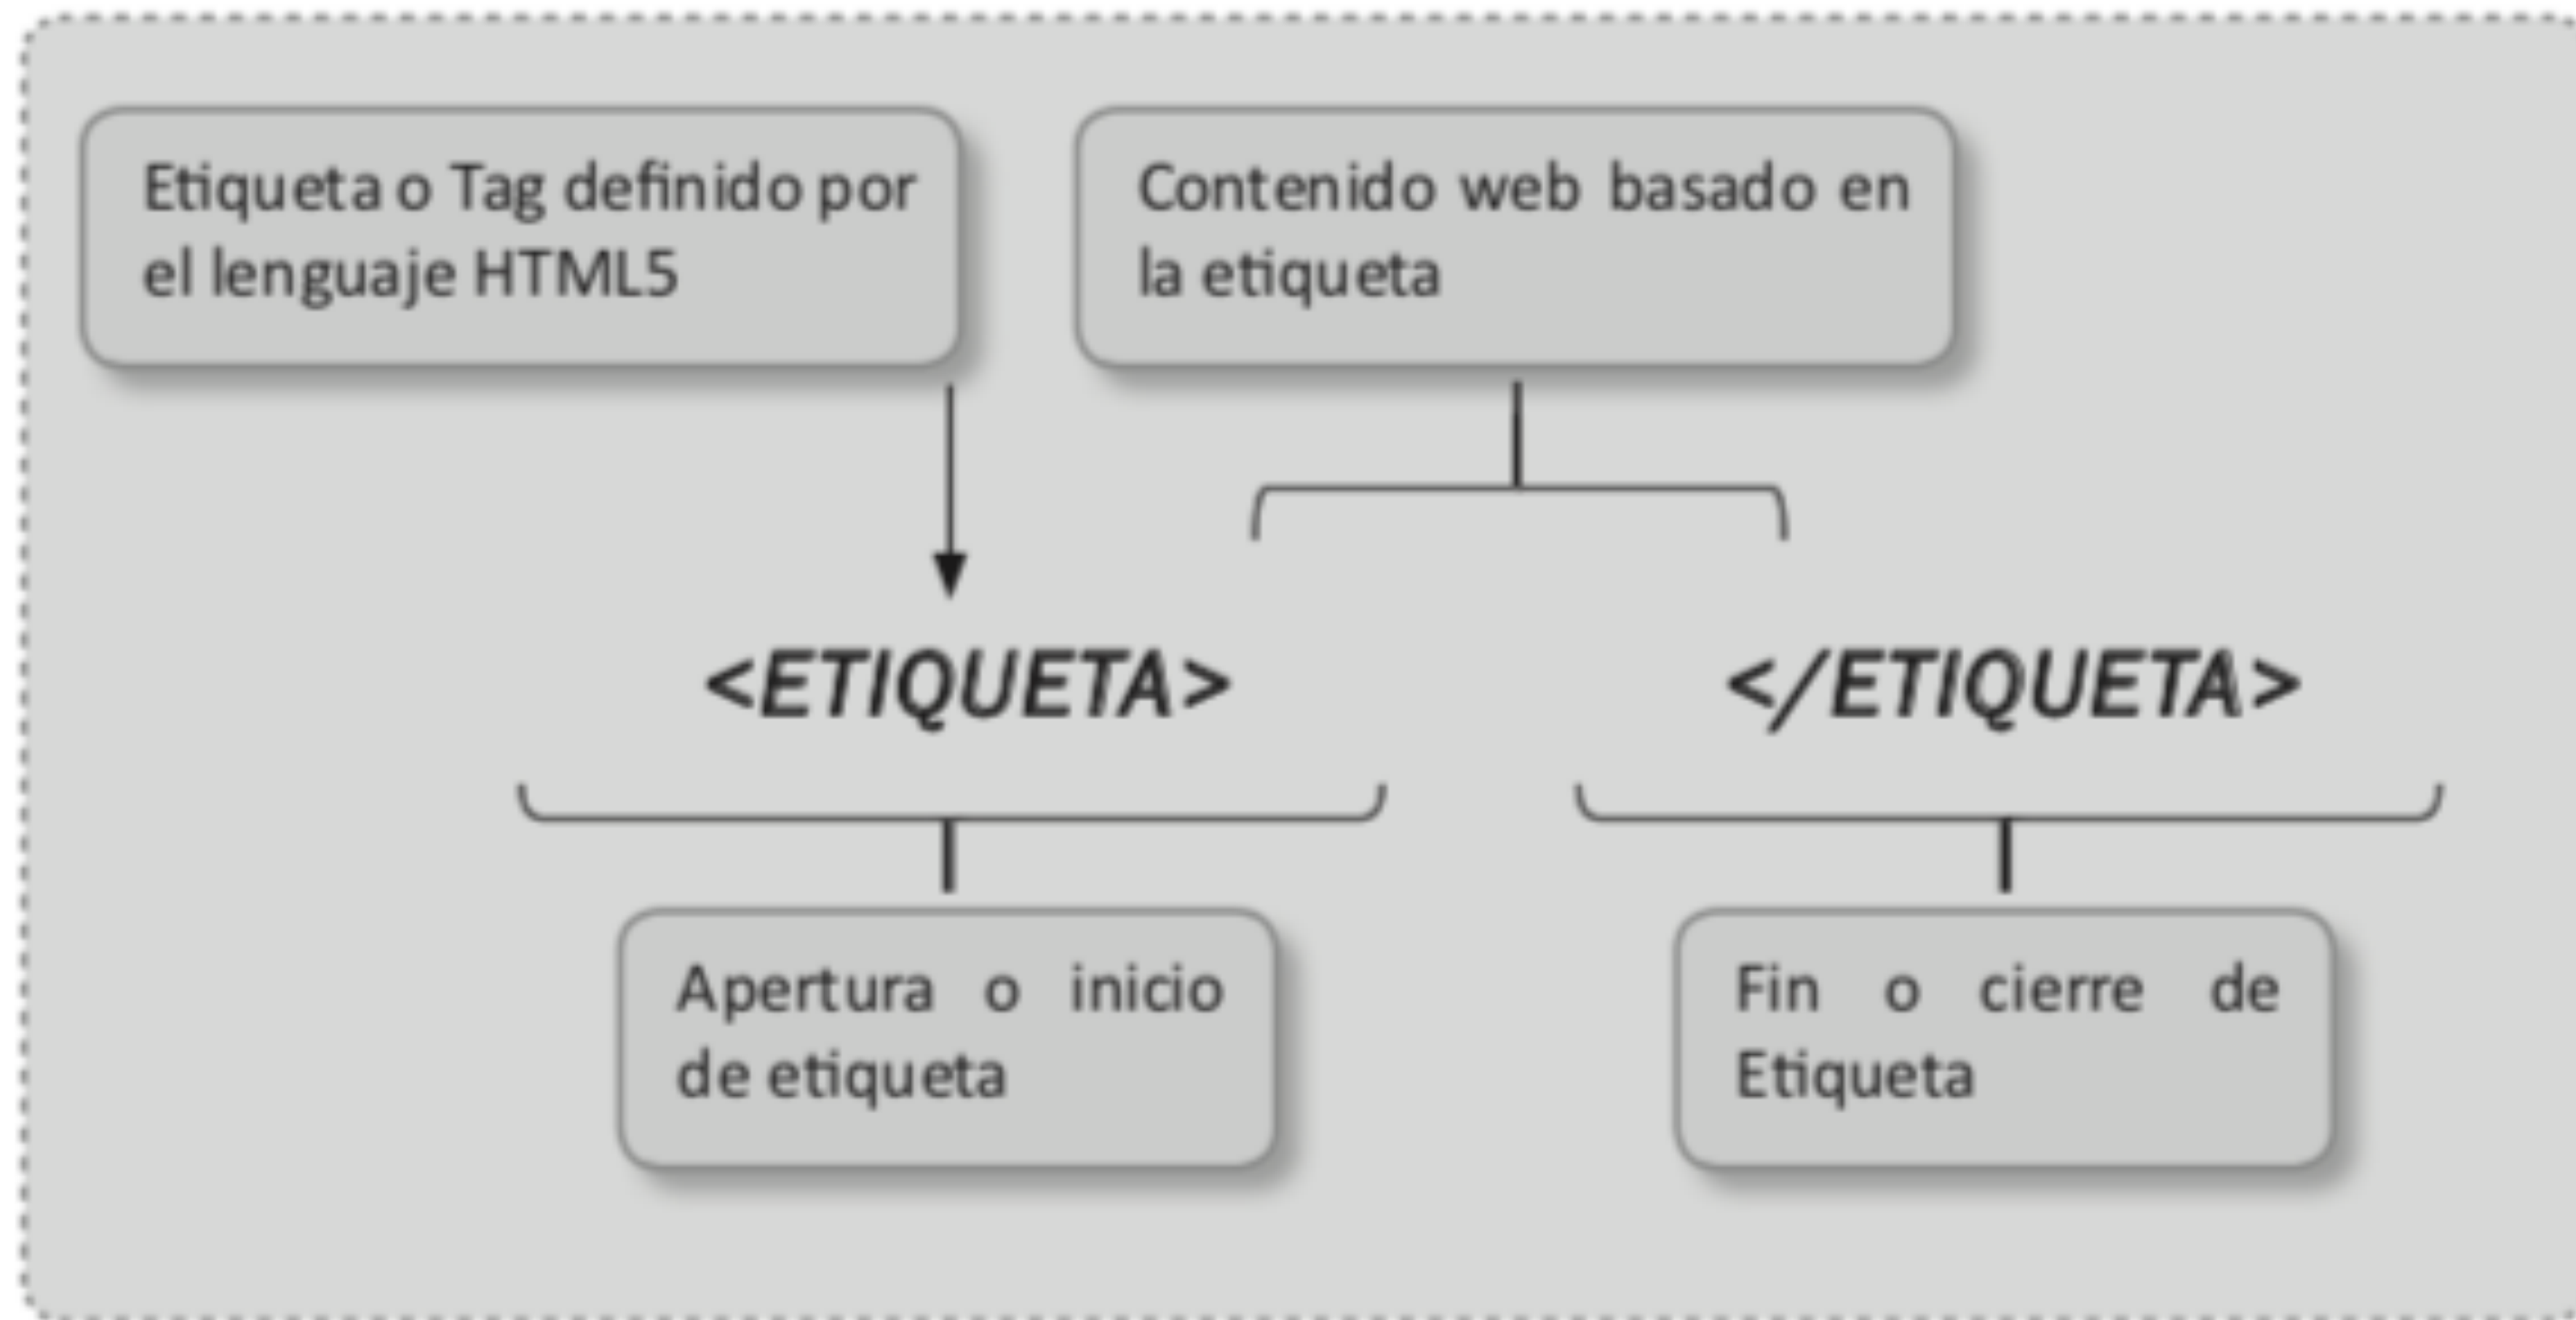 Etiqueta o Tag definido por
el lenguaje HTML5
Contenido web basado en
la etiqueta
<ETIQUETA>
</ETIQUETA>
Apertura o inicio
de etiqueta
Fin o cierre de
Etiqueta